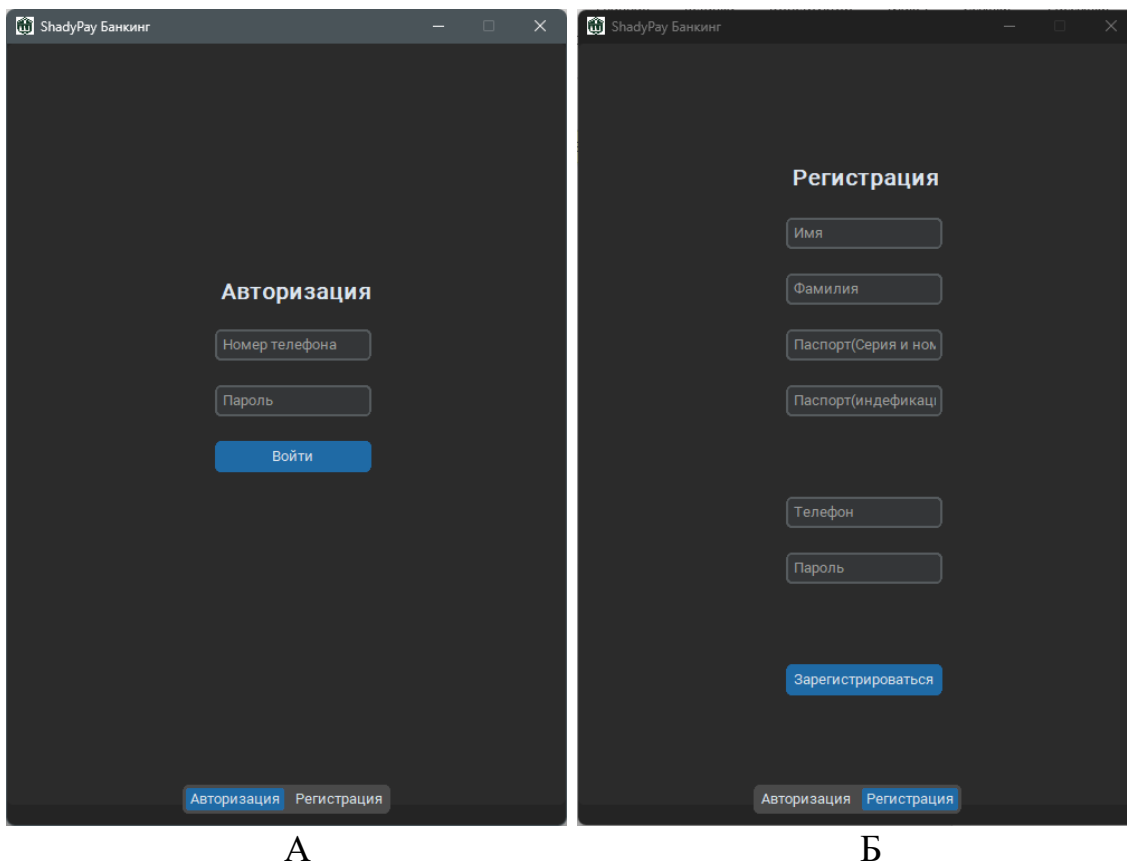 ShadyPay Банкинг
Авторизация
Номер телефона
Пароль
Войти
Авторизация Регистрация
А
ShadyPay Банкинг
Регистрация
Имя
Фамилия
Паспорт(Серия и ном
Паспорт(индефикаци
Телефон
Пароль
Зарегистрироваться
Авторизация Регистрация
Б